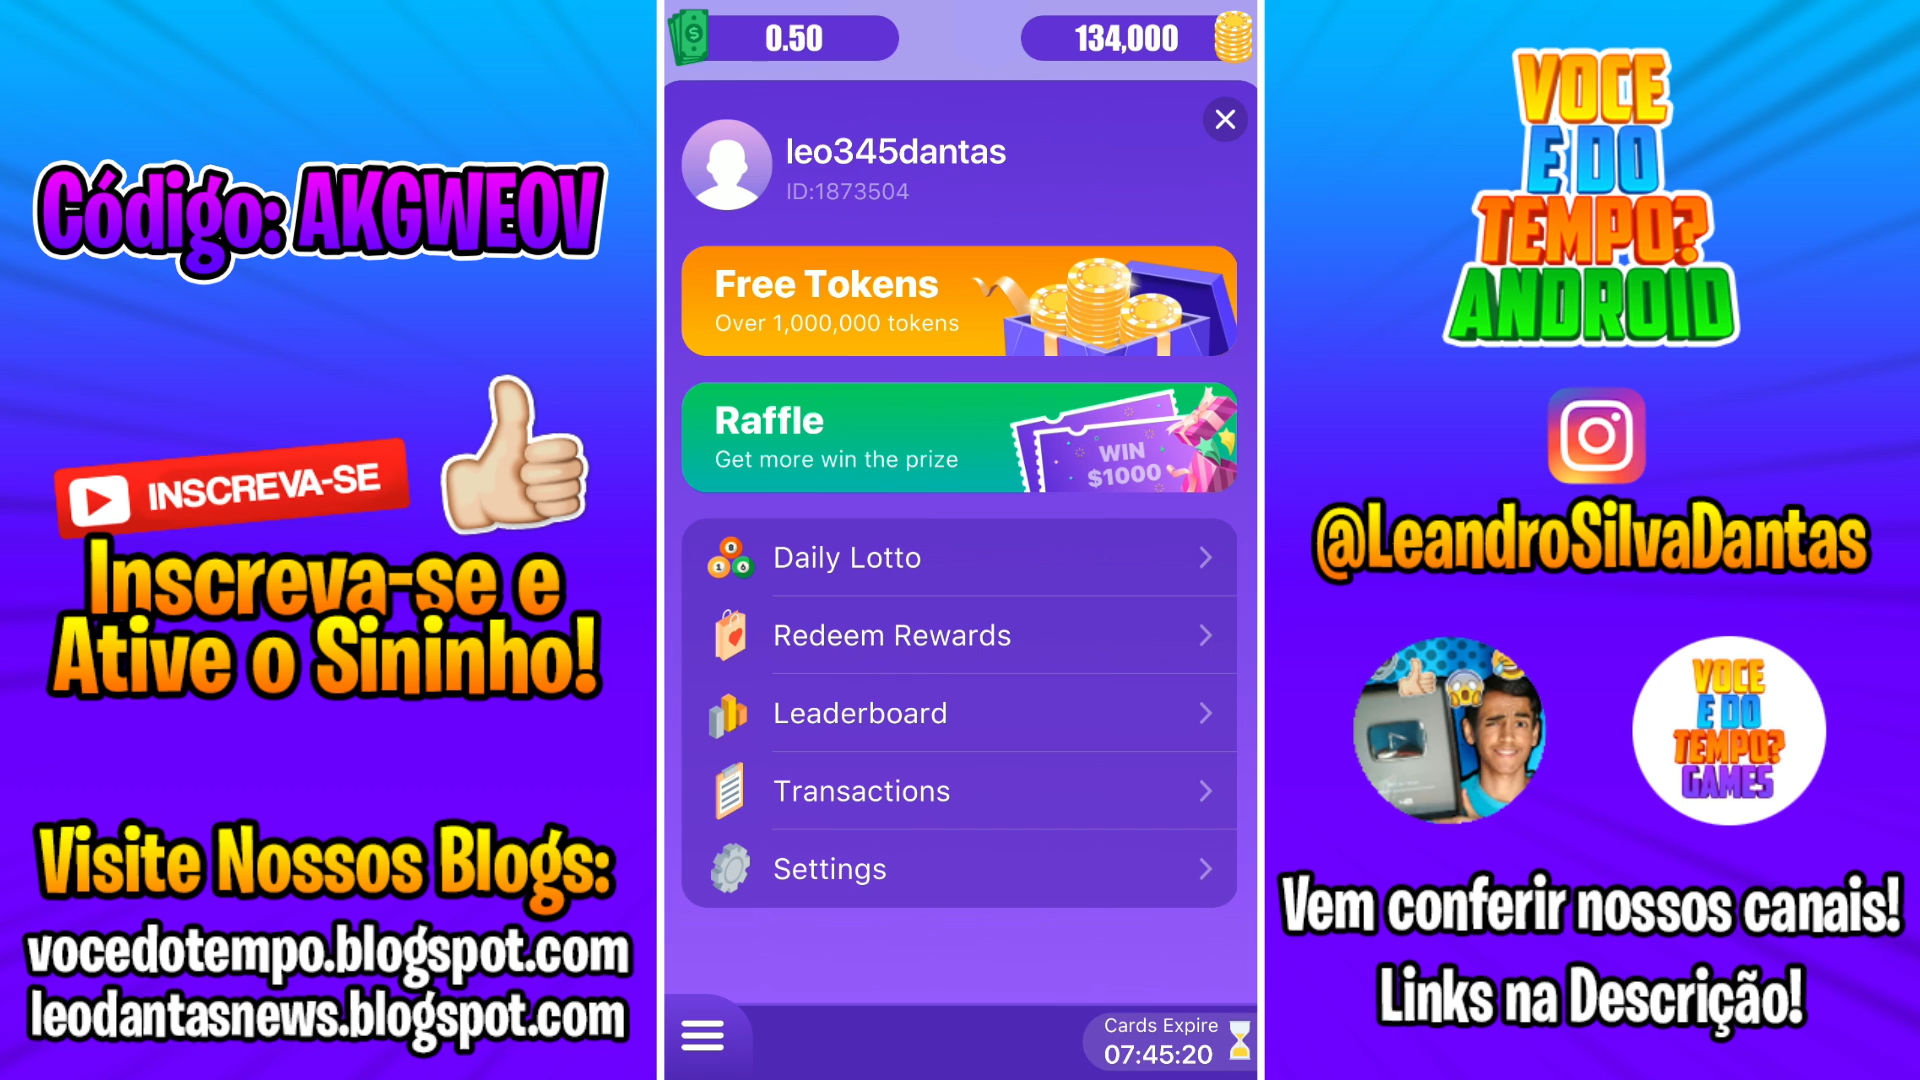 Código: AKGWEOV
INSCREVA-SE
Inscreva-se e
Ative o Sininho!
Visite Nossos Blogs:
vocedotempo.blogspot.com
leodantasnews.blogspot.com
0.50
134,000
leo345dantas
ID:1873504
Free Tokens
Over 1,000,000 tokens
Raffle
Get more win the prize
WIN
$1000
Daily Lotto
Redeem Rewards
Leaderboard
Transactions
Settings
Cards Expire
07:45:20
VOCE
E DO
TEMPO?
ANDROID
@LeandroSilvaDantas
VOCE
E DO
TEMPO?
GAMES
Vem conferir nossos canais!
Links na Descrição!